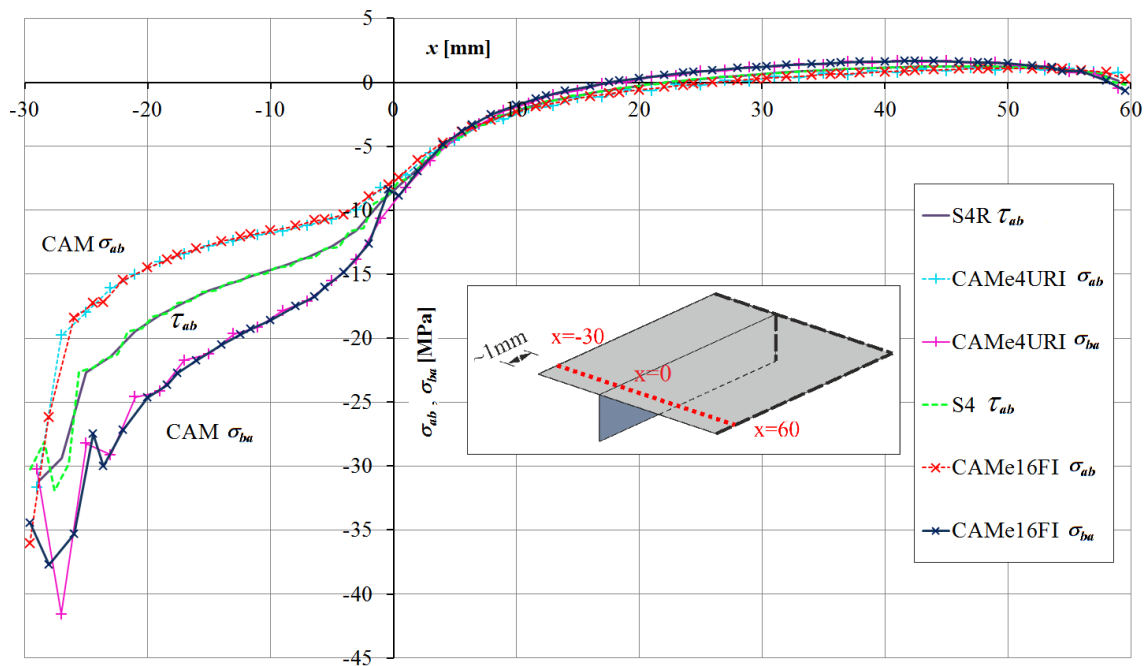 5
x [mm]
0
-30 -20 -10 0 10 20 30 40 50 60
-5
-10
-15
-20
-25
-30
-35
-40
-45
σab , σba [MPa]
CAM σab
τab
CAM σba
~1mm
x=-30
x=0
x=60
S4R τab
CAMe4URI σab
CAMe4URI σba
S4 τab
CAMe16FI σab
CAMe16FI σba